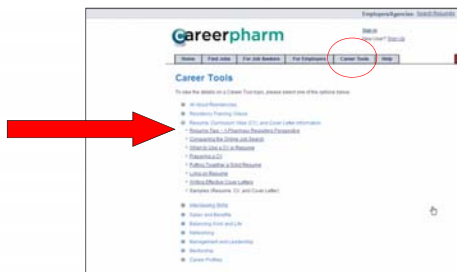 Employers/Agencies: Search Resumes
careerpharm
Sign In
New User? Sign Up
Home Find Jobs For Job Seekers For Employers Career Tools Help
Career Tools
To view the details on a Career Tool topic, please select one of the options below.
All About Residencies
Residency Training Videos
Resume, Curriculum Vitae (CV), and Cover Letter Information
Resume Tips - A Pharmacy Recruiters Perspective
Conquering the Online Job Search
When to Use a CV or Resume
Preparing a CV
Putting Together a Solid Resume
Writing Effective Cover Letters
Samples (Resume, CV, and Cover Letter)
Interviewing Skills
Salary and Benefits
Balancing Work and Life
Networking
Management and Leadership
Mentoring
Career Profiles